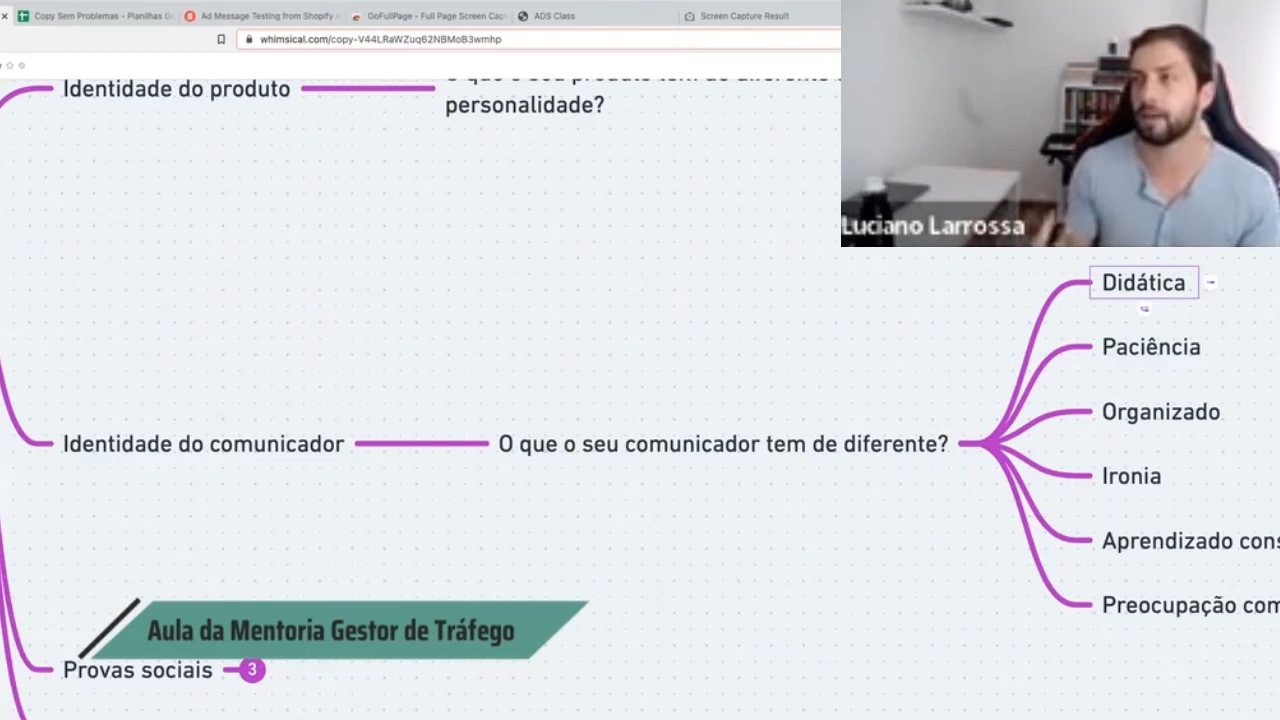 Copy Sem Problemas - Planilhas G
Ad Message Testing from Shopify
GoFullPage - Full Page Screen Cap
ADS Class
Screen Capture Result
whimsical.com/copy-V44LRaWZuq62NBMoB3wmhp
Identidade do produto
personalidade?
Luciano Larrossa
Didática
Paciência
Organizado
Identidade do comunicador
O que o seu comunicador tem de diferente?
Ironia
Aprendizado cons
Preocupação com
Aula da Mentoria Gestor de Tráfego
Provas sociais
3